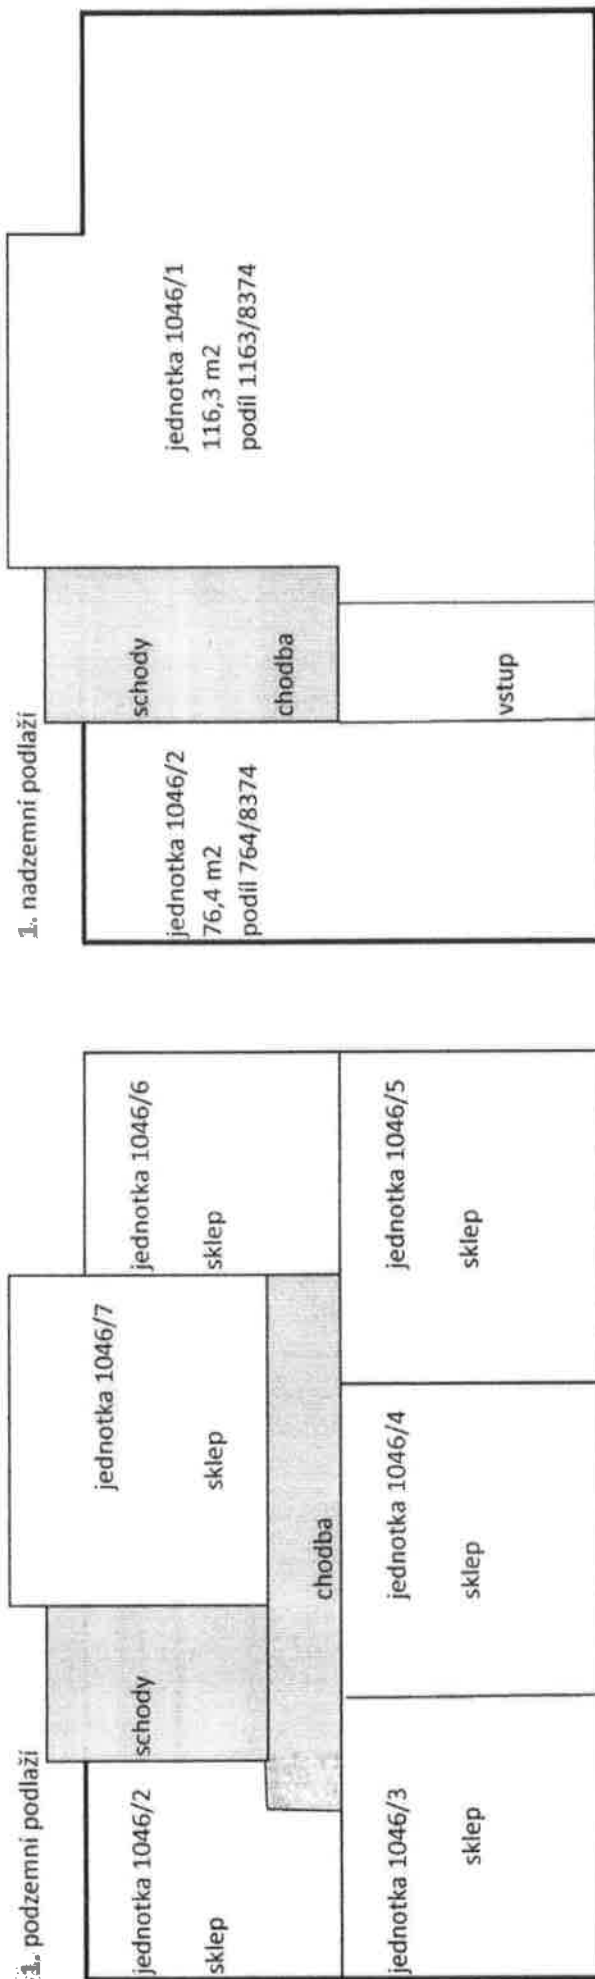 1. podzemní podlaží
jednotka 1046/2
sklep
schody
jednotka 1046/7
sklep
jednotka 1046/6
sklep
chodba
jednotka 1046/3
sklep
jednotka 1046/4
sklep
jednotka 1046/5
sklep
1. nadzemní podlaží
jednotka 1046/2
76,4 m2
podíl 764/8374
schody
chodba
vstup
jednotka 1046/1
116,3 m2
podíl 1163/8374